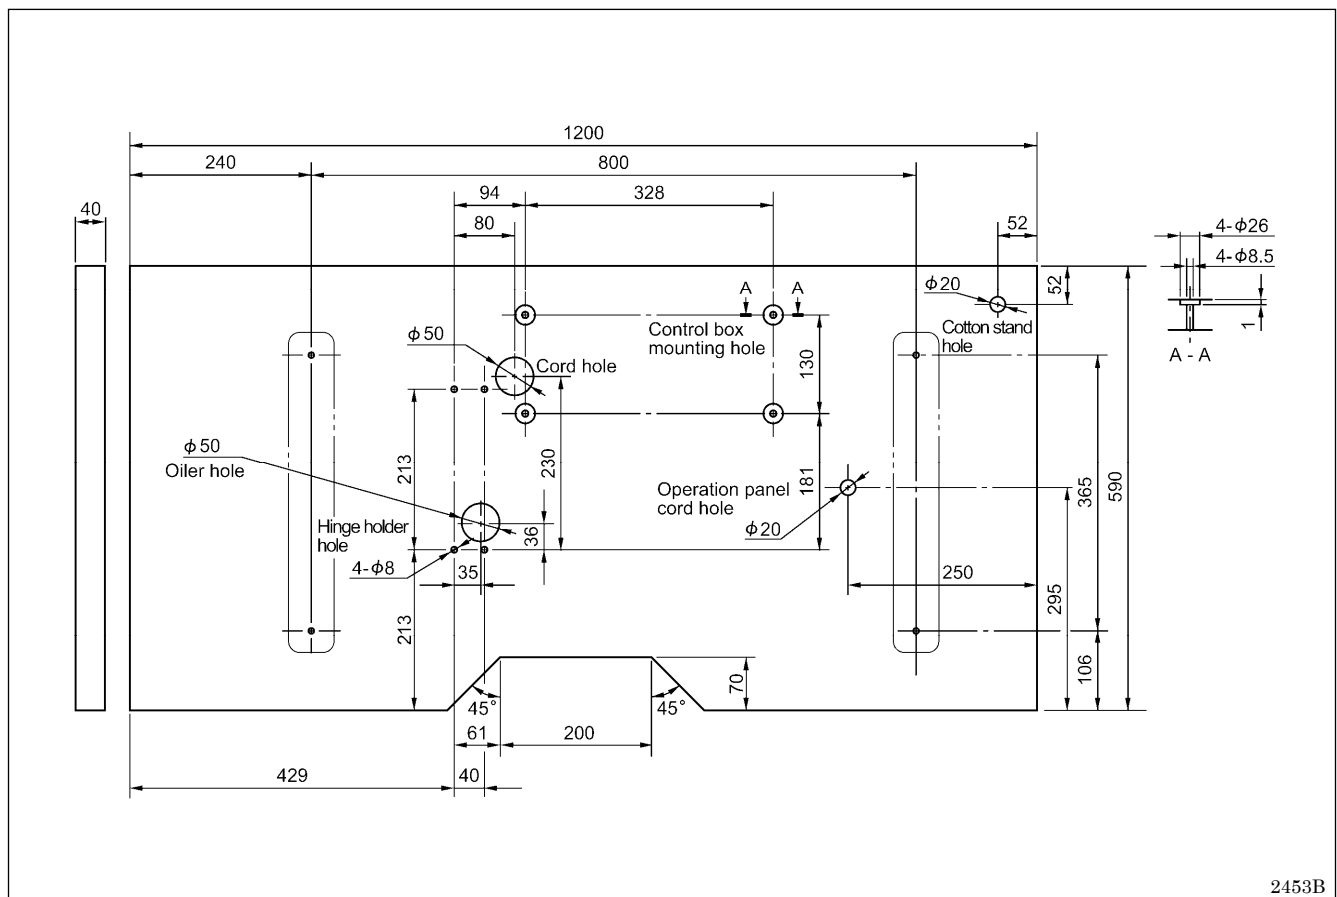 1200
240
800
94
328
40
80
52
4-ϕ26
4-ϕ8.5
ϕ20
52
A A
1
A - A
Control box
mounting hole
Cotton stand
hole
ϕ50
Cord hole
130
ϕ50
Oiler hole
213
230
181
365
590
Operation panel
cord hole
ϕ20
Hinge holder
hole
36
4-ϕ8
35
250
295
213
106
70
45°
45°
61
200
429
40
2453B